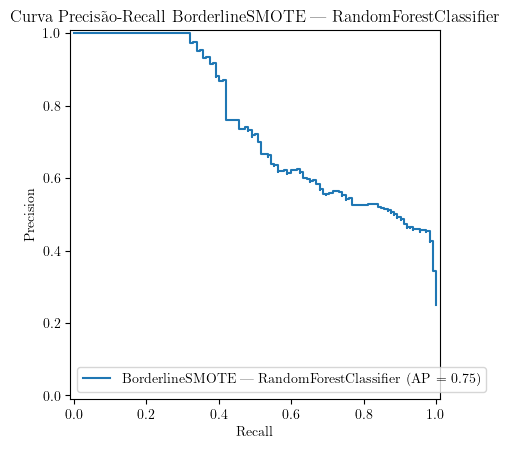 Curva Precisão-Recall BorderlineSMOTE — RandomForestClassifier
1.0
0.8
0.6
0.4
0.2
0.0
Precision
BorderlineSMOTE — RandomForestClassifier (AP = 0.75)
0.0 0.2 0.4 0.6 0.8 1.0
Recall